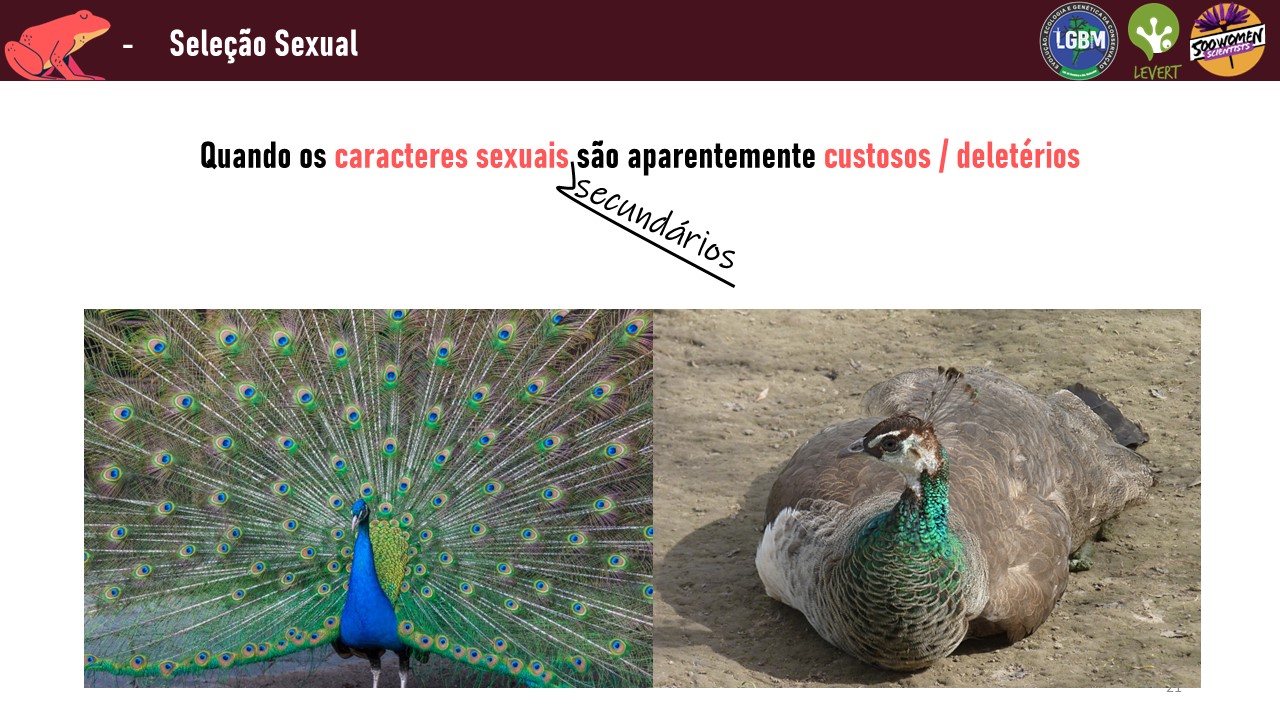 - Seleção Sexual
EVOLUÇÃO, ECOLOGIA E GENÉTICA DA CONSERVAÇÃO
LGBM
LEVERT
500 WOMEN
SCIENTISTS
Quando os caracteres sexuais são aparentemente custosos / deletérios
secundários
21